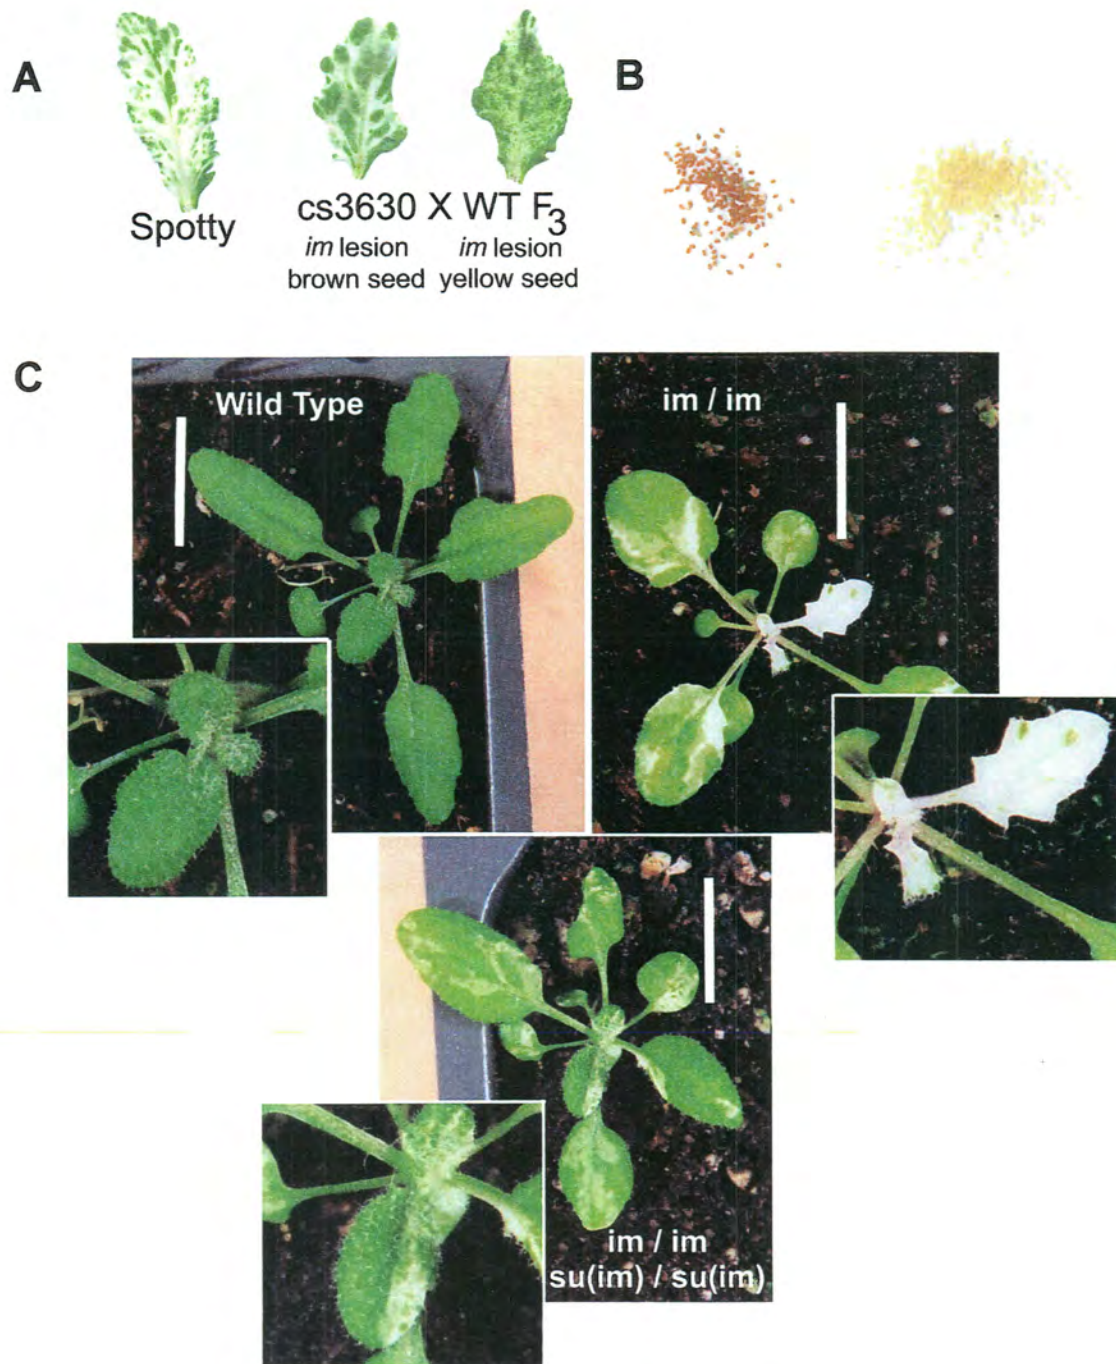 A
B
Spotty
cs3630 X WT F3
im lesion
brown seed
im lesion
yellow seed
C
Wild Type
im / im
im / im
su(im) / su(im)